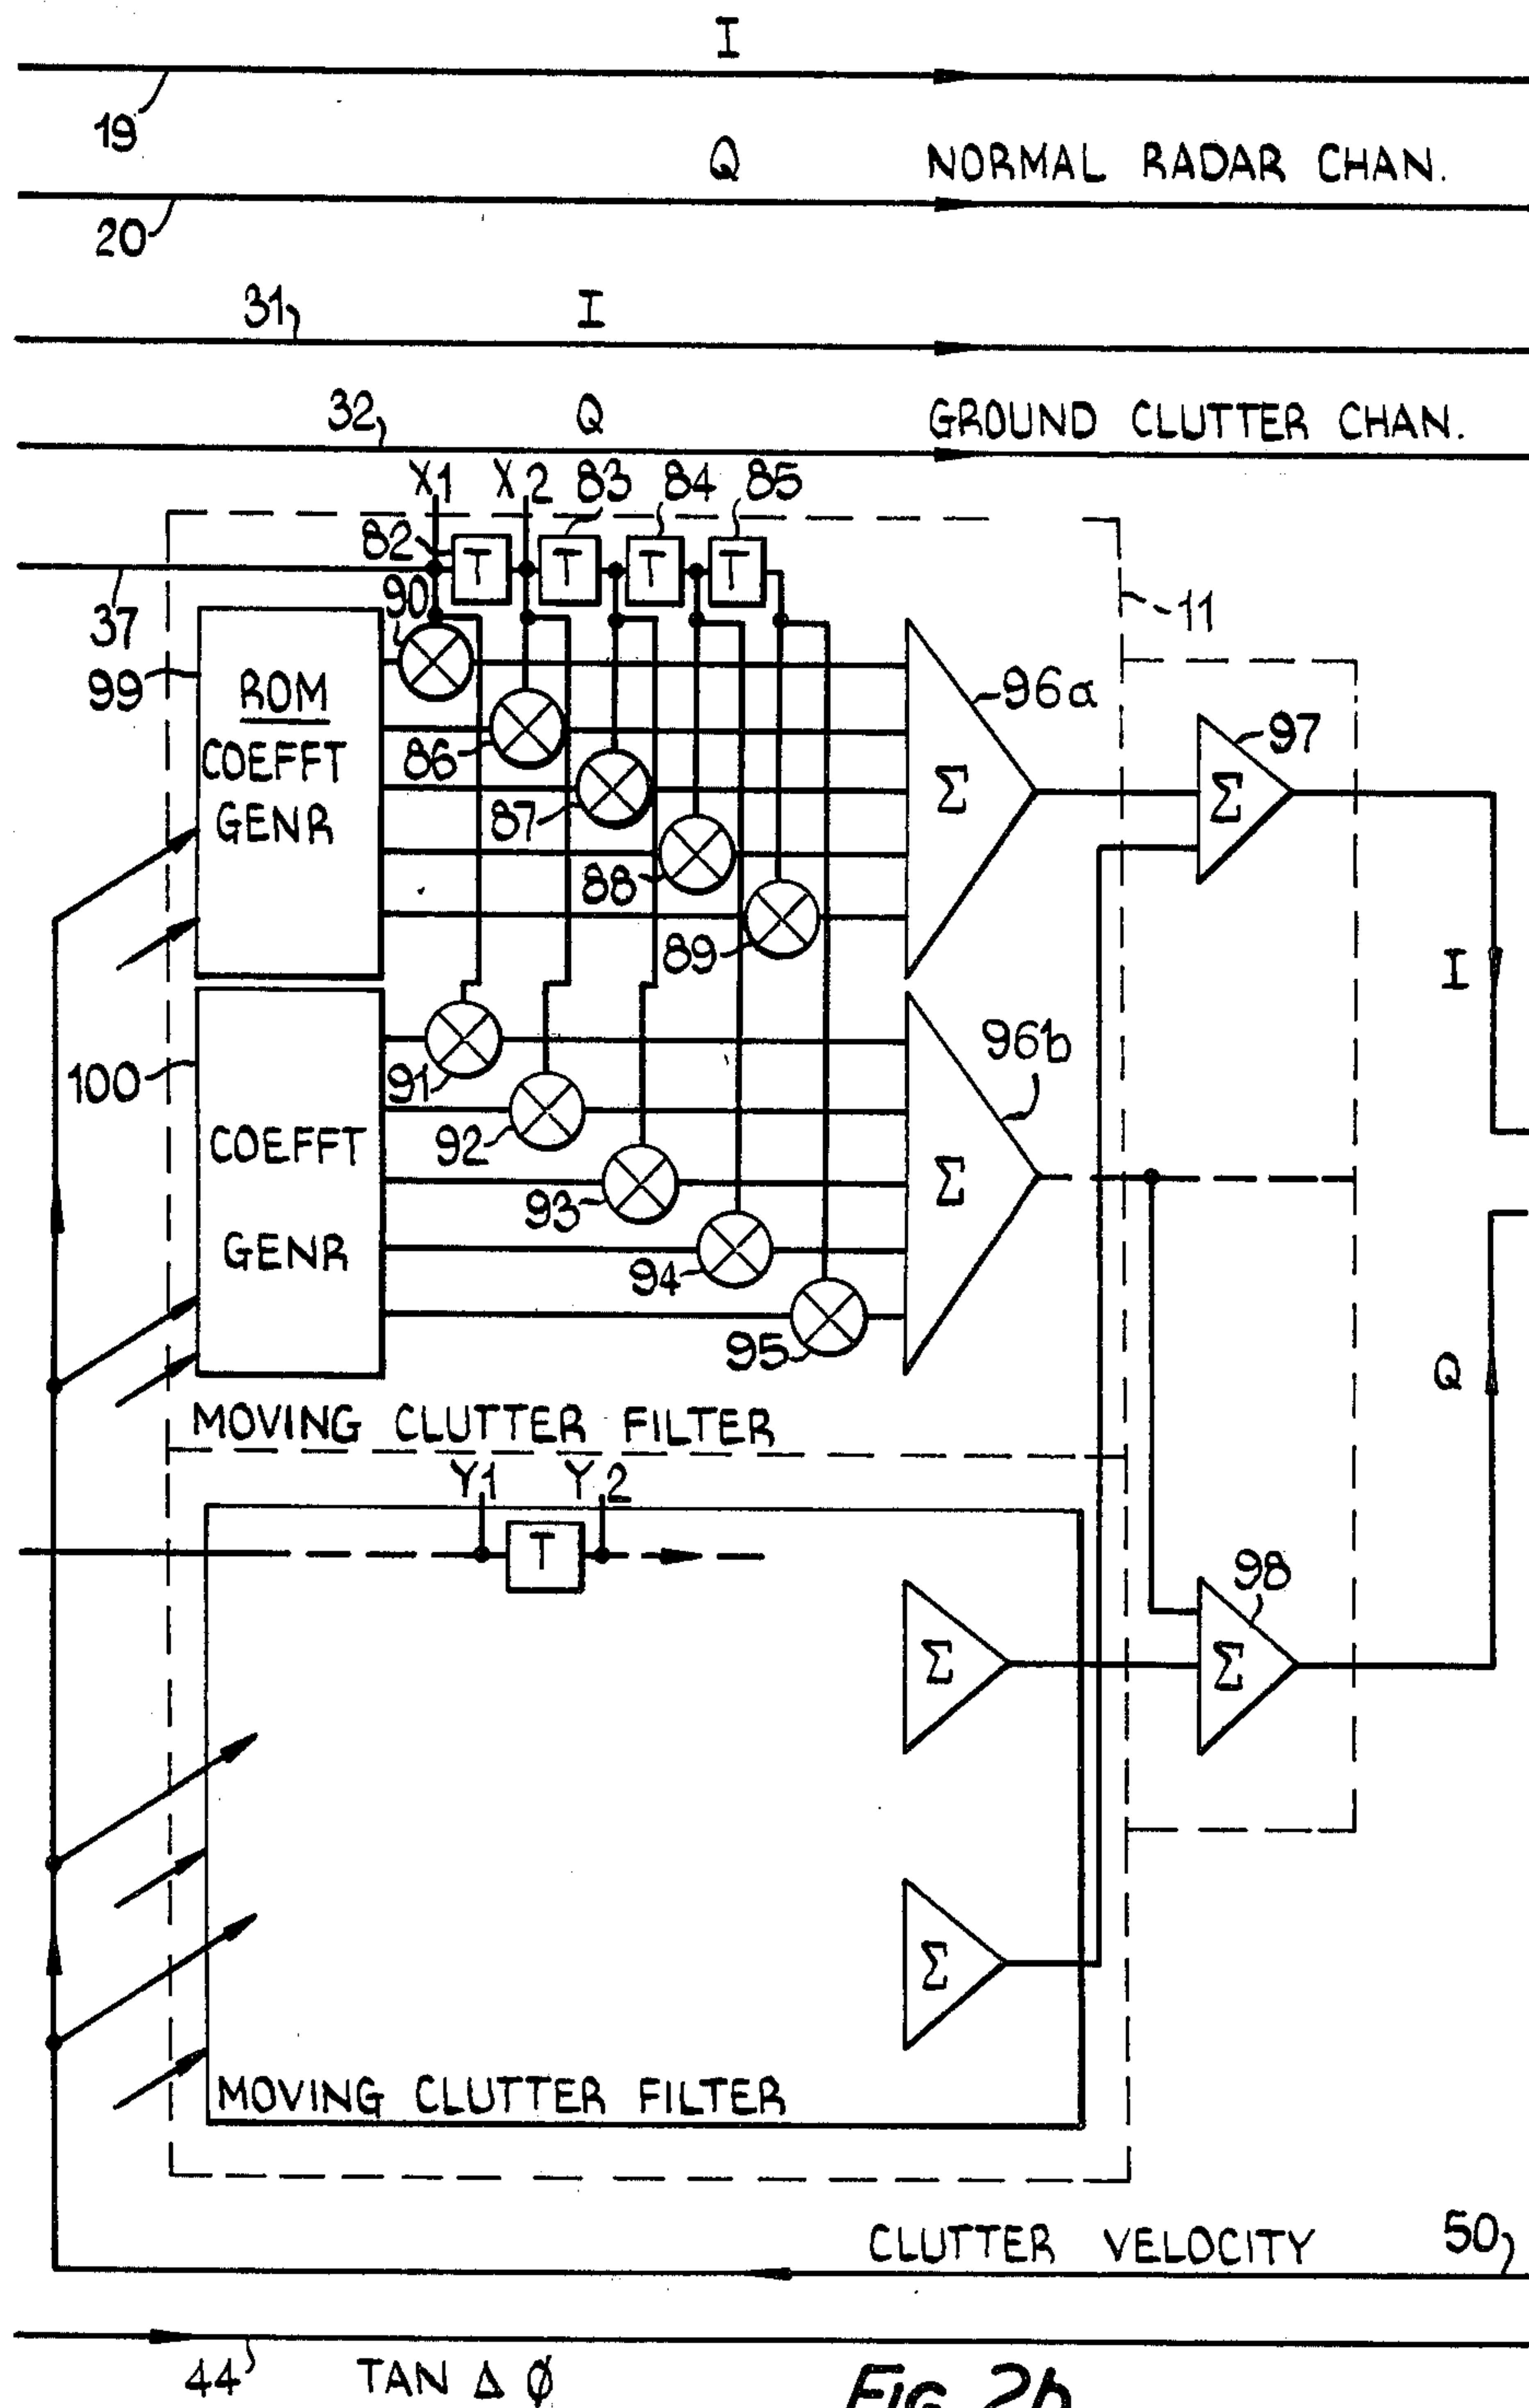 I
19
Q NORMAL RADAR CHAN.
20
31 I
32 Q GROUND CLUTTER CHAN.
X1 X2 83 84 85
82 T T T T
90
37
11
99
ROM
COEFFT
GENR
96a
97
86
Σ
Σ
87
88
89
I
96b
100
91
COEFFT
92
Σ
93
GENR
94
95
Q
MOVING CLUTTER FILTER
Y1 Y2
T
98
Σ
Σ
Σ
MOVING CLUTTER FILTER
CLUTTER VELOCITY 50
44 TAN Δ Ø
FIG. 2b